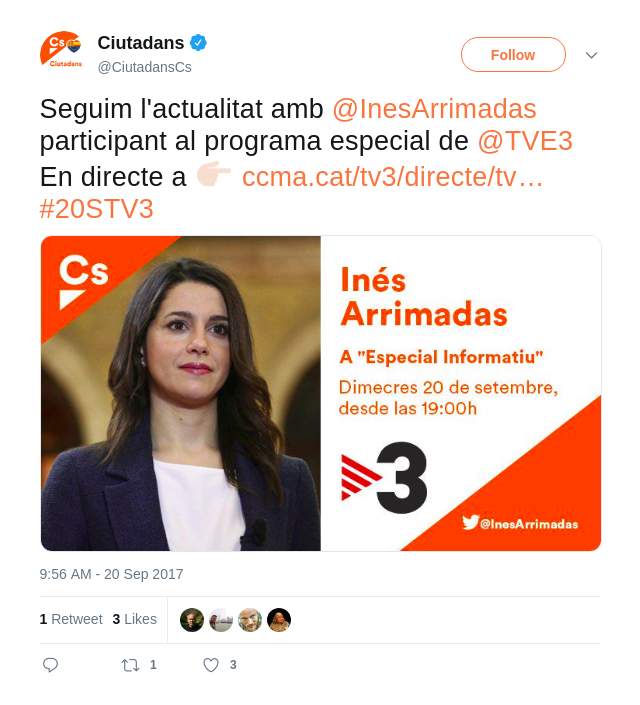 Cs
Ciutadans
Ciutadans
@CiutadansCs
Follow
Seguim l'actualitat amb @InesArrimadas
participant al programa especial de @TVE3
En directe a ccma.cat/tv3/directe/tv…
#20STV3
Cs
Inés
Arrimadas
A "Especial Informatiu"
Dimecres 20 de setembre,
desde las 19:00h
3
@InesArrimadas
9:56 AM - 20 Sep 2017
1 Retweet 3 Likes
1 3